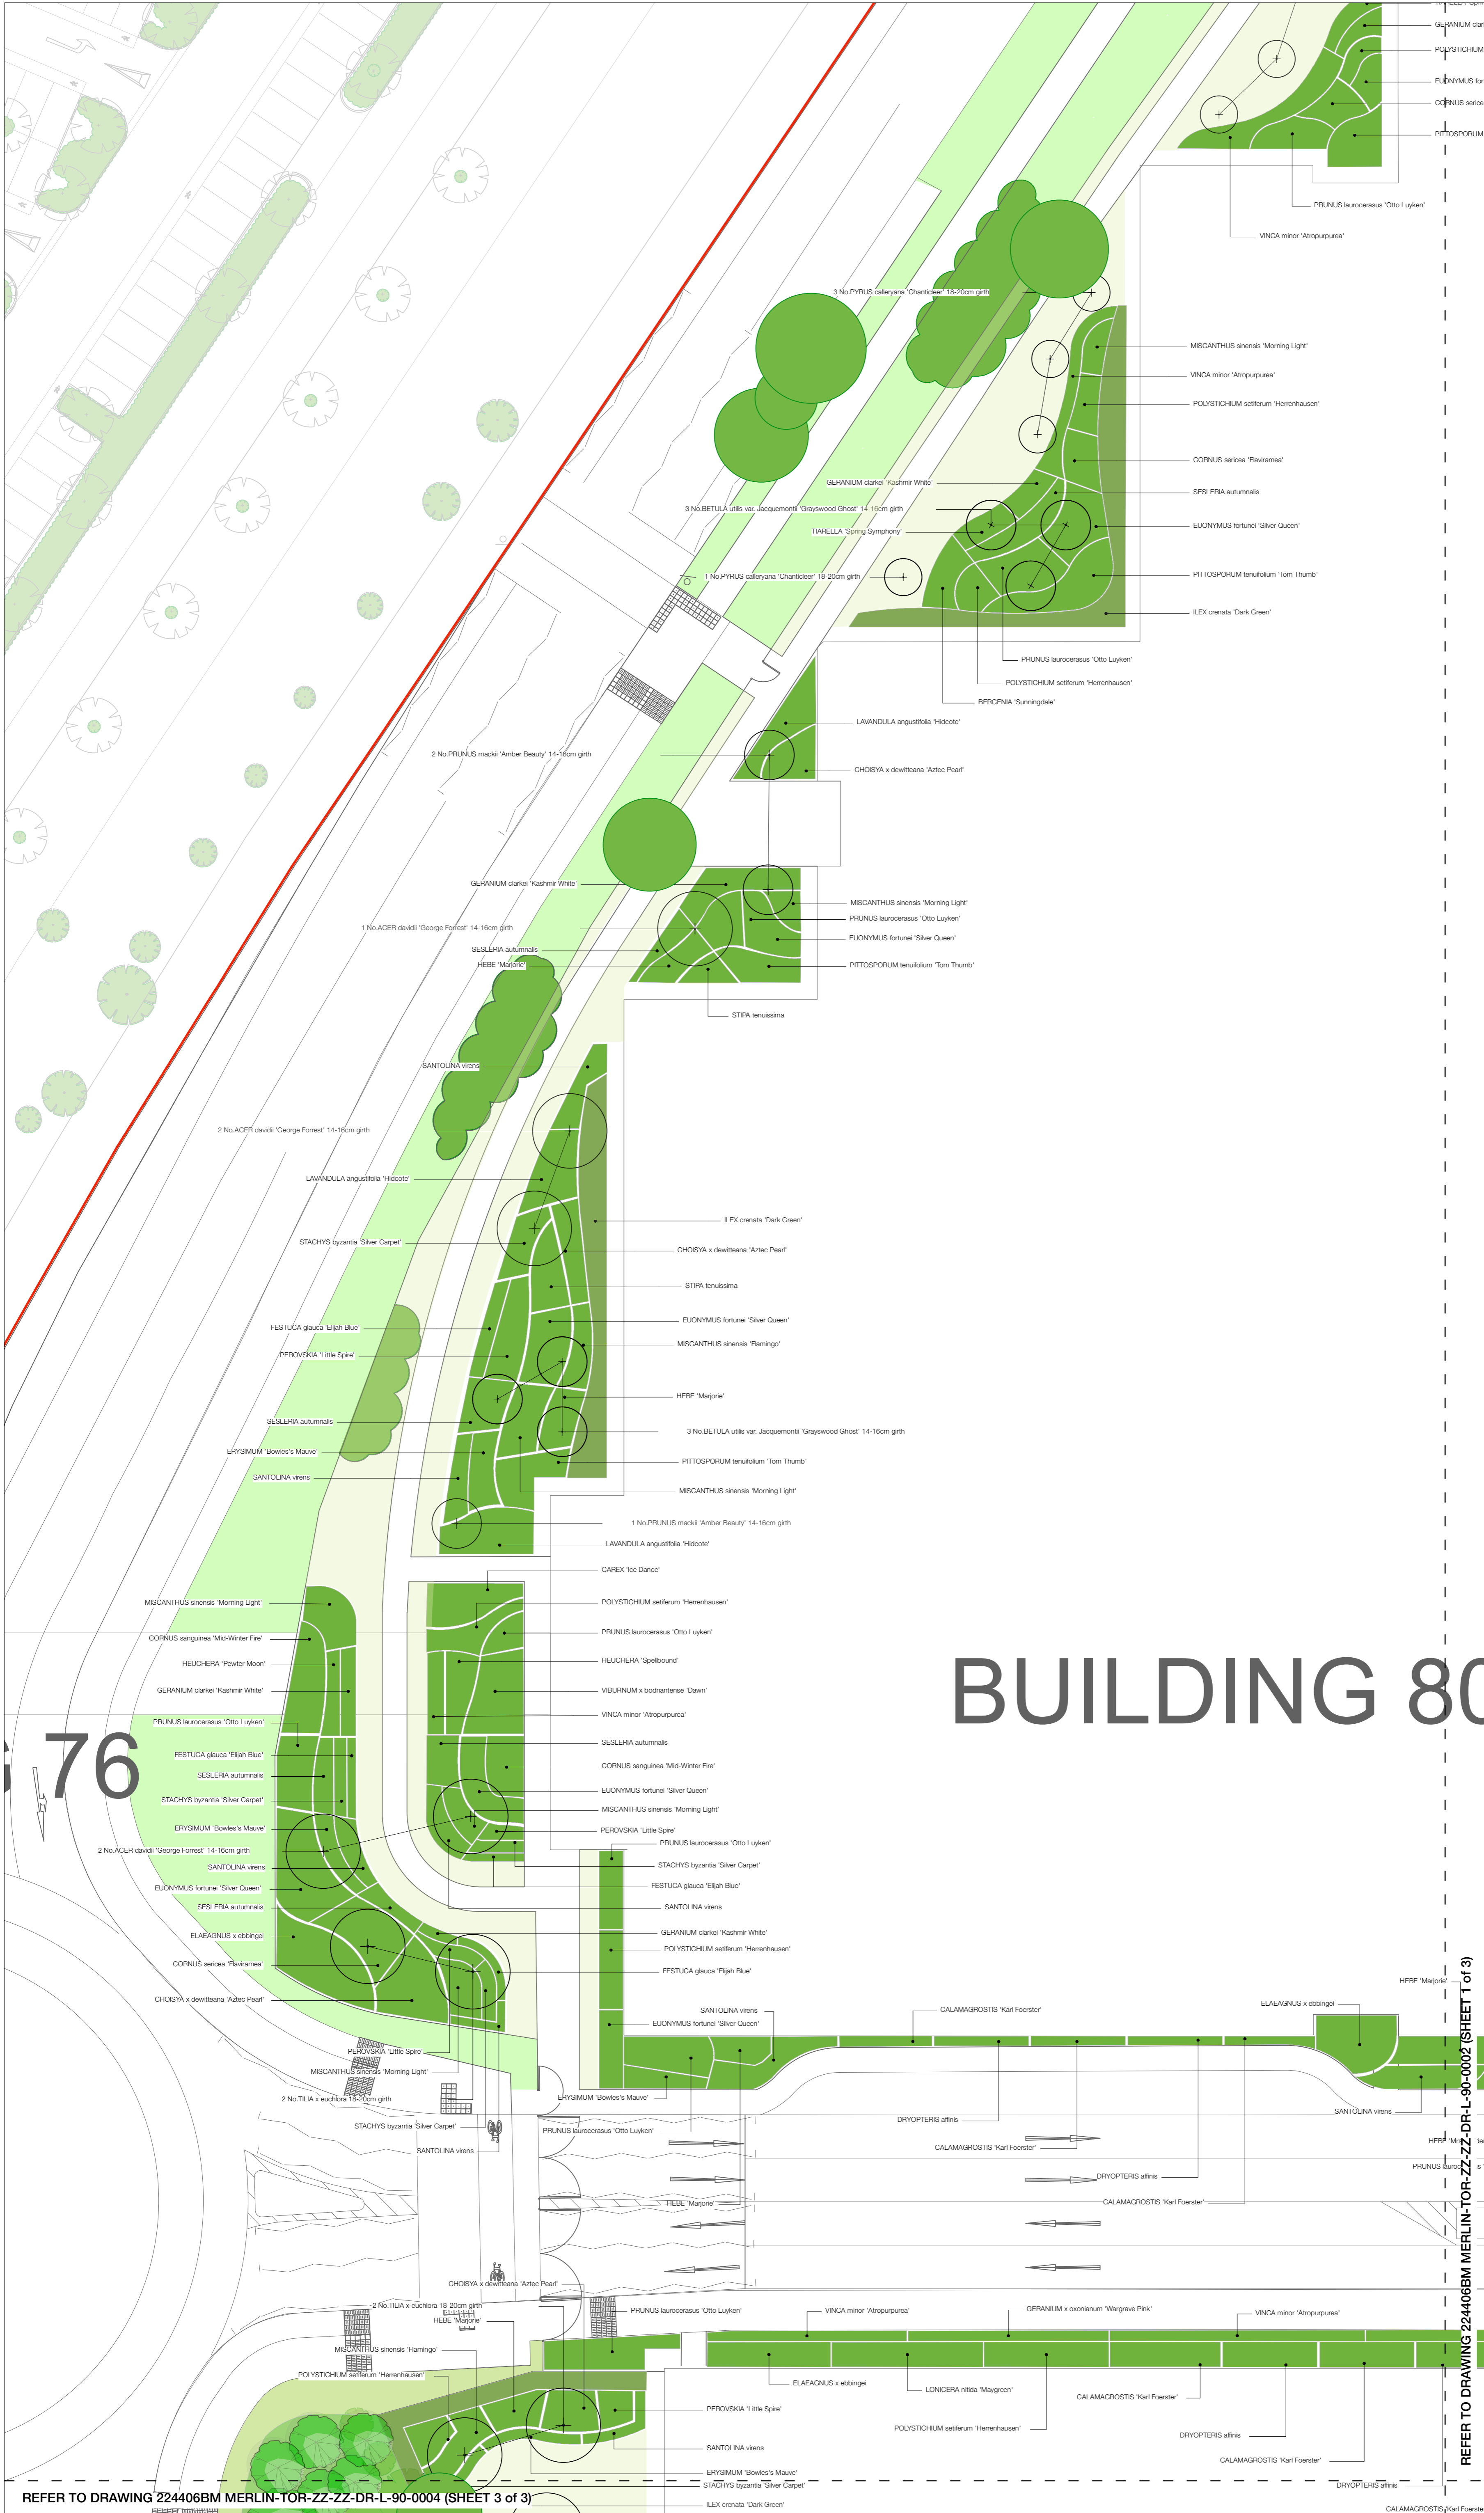 GERANIUM
POLYSTICHIUM
EUONYMUS
CORNUS
PITTOSPORUM
PRUNUS laurocerasus 'Otto Luyken'
VINCA minor 'Atropurpurea'
3 No.PYRUS calleryana 'Chanticleer' 18-20cm girth
MISCANTHUS sinensis 'Morning Light'
VINCA minor 'Atropurpurea'
POLYSTICHIUM setiferum 'Herrenhausen'
CORNUS sericea 'Flaviramea'
GERANIUM clarkei 'Kashmir White'
SESLERIA autumnalis
3 No.BETULA utilis var. Jacquemontii 'Grayswood Ghost' 14-16cm girth
EUONYMUS fortunei 'Silver Queen'
TIARELLA 'Spring Symphony'
1 No.PYRUS calleryana 'Chanticleer' 18-20cm girth
PITTOSPORUM tenuifolium 'Tom Thumb'
ILEX crenata 'Dark Green'
PRUNUS laurocerasus 'Otto Luyken'
POLYSTICHIUM setiferum 'Herrenhausen'
BERGENIA 'Sunningdale'
LAVANDULA angustifolia 'Hidcote'
2 No.PRUNUS mackii 'Amber Beauty' 14-16cm girth
CHOISYA x dewitteana 'Aztec Pearl'
GERANIUM clarkei 'Kashmir White'
MISCANTHUS sinensis 'Morning Light'
PRUNUS laurocerasus 'Otto Luyken'
1 No.ACER davidii 'George Forrest' 14-16cm girth
EUONYMUS fortunei 'Silver Queen'
SESLERIA autumnalis
HEBE 'Marjorie'
PITTOSPORUM tenuifolium 'Tom Thumb'
STIPA tenuissima
SANTOLINA virens
2 No.ACER davidii 'George Forrest' 14-16cm girth
LAVANDULA angustifolia 'Hidcote'
ILEX crenata 'Dark Green'
STACHYS byzantia 'Silver Carpet'
CHOISYA x dewitteana 'Aztec Pearl'
STIPA tenuissima
EUONYMUS fortunei 'Silver Queen'
FESTUCA glauca 'Elijah Blue'
MISCANTHUS sinensis 'Flamingo'
PEROVSKIA 'Little Spire'
HEBE 'Marjorie'
SESLERIA autumnalis
3 No.BETULA utilis var. Jacquemontii 'Grayswood Ghost' 14-16cm girth
ERYSIMUM 'Bowles's Mauve'
PITTOSPORUM tenuifolium 'Tom Thumb'
SANTOLINA virens
MISCANTHUS sinensis 'Morning Light'
1 No.PRUNUS mackii 'Amber Beauty' 14-16cm girth
LAVANDULA angustifolia 'Hidcote'
CAREX 'Ice Dance'
MISCANTHUS sinensis 'Morning Light'
POLYSTICHIUM setiferum 'Herrenhausen'
PRUNUS laurocerasus 'Otto Luyken'
CORNUS sanguinea 'Mid-Winter Fire'
HEUCHERA 'Pewter Moon'
HEUCHERA 'Spellbound'
GERANIUM clarkei 'Kashmir White'
VIBURNUM x bodnantense 'Dawn'
BUILDING 80
VINCA minor 'Atropurpurea'
PRUNUS laurocerasus 'Otto Luyken'
SESLERIA autumnalis
FESTUCA glauca 'Elijah Blue'
76
CORNUS sanguinea 'Mid-Winter Fire'
SESLERIA autumnalis
EUONYMUS fortunei 'Silver Queen'
STACHYS byzantia 'Silver Carpet'
MISCANTHUS sinensis 'Morning Light'
ERYSIMUM 'Bowles's Mauve'
PEROVSKIA 'Little Spire'
PRUNUS laurocerasus 'Otto Luyken'
2 No.ACER davidii 'George Forrest' 14-16cm girth
SANTOLINA virens
STACHYS byzantia 'Silver Carpet'
EUONYMUS fortunei 'Silver Queen'
FESTUCA glauca 'Elijah Blue'
SESLERIA autumnalis
SANTOLINA virens
GERANIUM clarkei 'Kashmir White'
ELAEAGNUS x ebbingei
POLYSTICHIUM setiferum 'Herrenhausen'
CORNUS sericea 'Flaviramea'
FESTUCA glauca 'Elijah Blue'
HEBE 'Marjorie'
CHOISYA x dewitteana 'Aztec Pearl'
ELAEAGNUS x ebbingei
SANTOLINA virens
CALAMAGROSTIS 'Karl Foerster'
EUONYMUS fortunei 'Silver Queen'
PEROVSKIA 'Little Spire'
MISCANTHUS sinensis 'Morning Light'
2 No.TILIA x euchlora 18-20cm girth
ERYSIMUM 'Bowles's Mauve'
SANTOLINA virens
DRYOPTERIS affinis
STACHYS byzantia 'Silver Carpet'
PRUNUS laurocerasus 'Otto Luyken'
HEBE
CALAMAGROSTIS 'Karl Foerster'
SANTOLINA virens
PRUNUS
DRYOPTERIS affinis
HEBE 'Marjorie'
CALAMAGROSTIS 'Karl Foerster'
CHOISYA x dewitteana 'Aztec Pearl'
2 No.TILIA x euchlora 18-20cm girth
HEBE 'Marjorie'
PRUNUS laurocerasus 'Otto Luyken'
VINCA minor 'Atropurpurea'
GERANIUM x oxonianum 'Wargrave Pink'
VINCA minor 'Atropurpurea'
MISCANTHUS sinensis 'Flamingo'
POLYSTICHIUM setiferum 'Herrenhausen'
ELAEAGNUS x ebbingei
LONICERA nitida 'Maygreen'
CALAMAGROSTIS 'Karl Foerster'
PEROVSKIA 'Little Spire'
POLYSTICHIUM setiferum 'Herrenhausen'
DRYOPTERIS affinis
SANTOLINA virens
CALAMAGROSTIS 'Karl Foerster'
ERYSIMUM 'Bowles's Mauve'
STACHYS byzantia 'Silver Carpet'
DRYOPTERIS affinis
REFER TO DRAWING 224406BM MERLIN-TOR-ZZ-ZZ-DR-L-90-0004 (SHEET 3 of 3)
ILEX crenata 'Dark Green'
CALAMAGROSTIS 'Karl Foerster
REFER TO DRAWING 224406BM MERLIN-TOR-ZZ-ZZ-DR-L-90-0002 (SHEET 1 of 3)